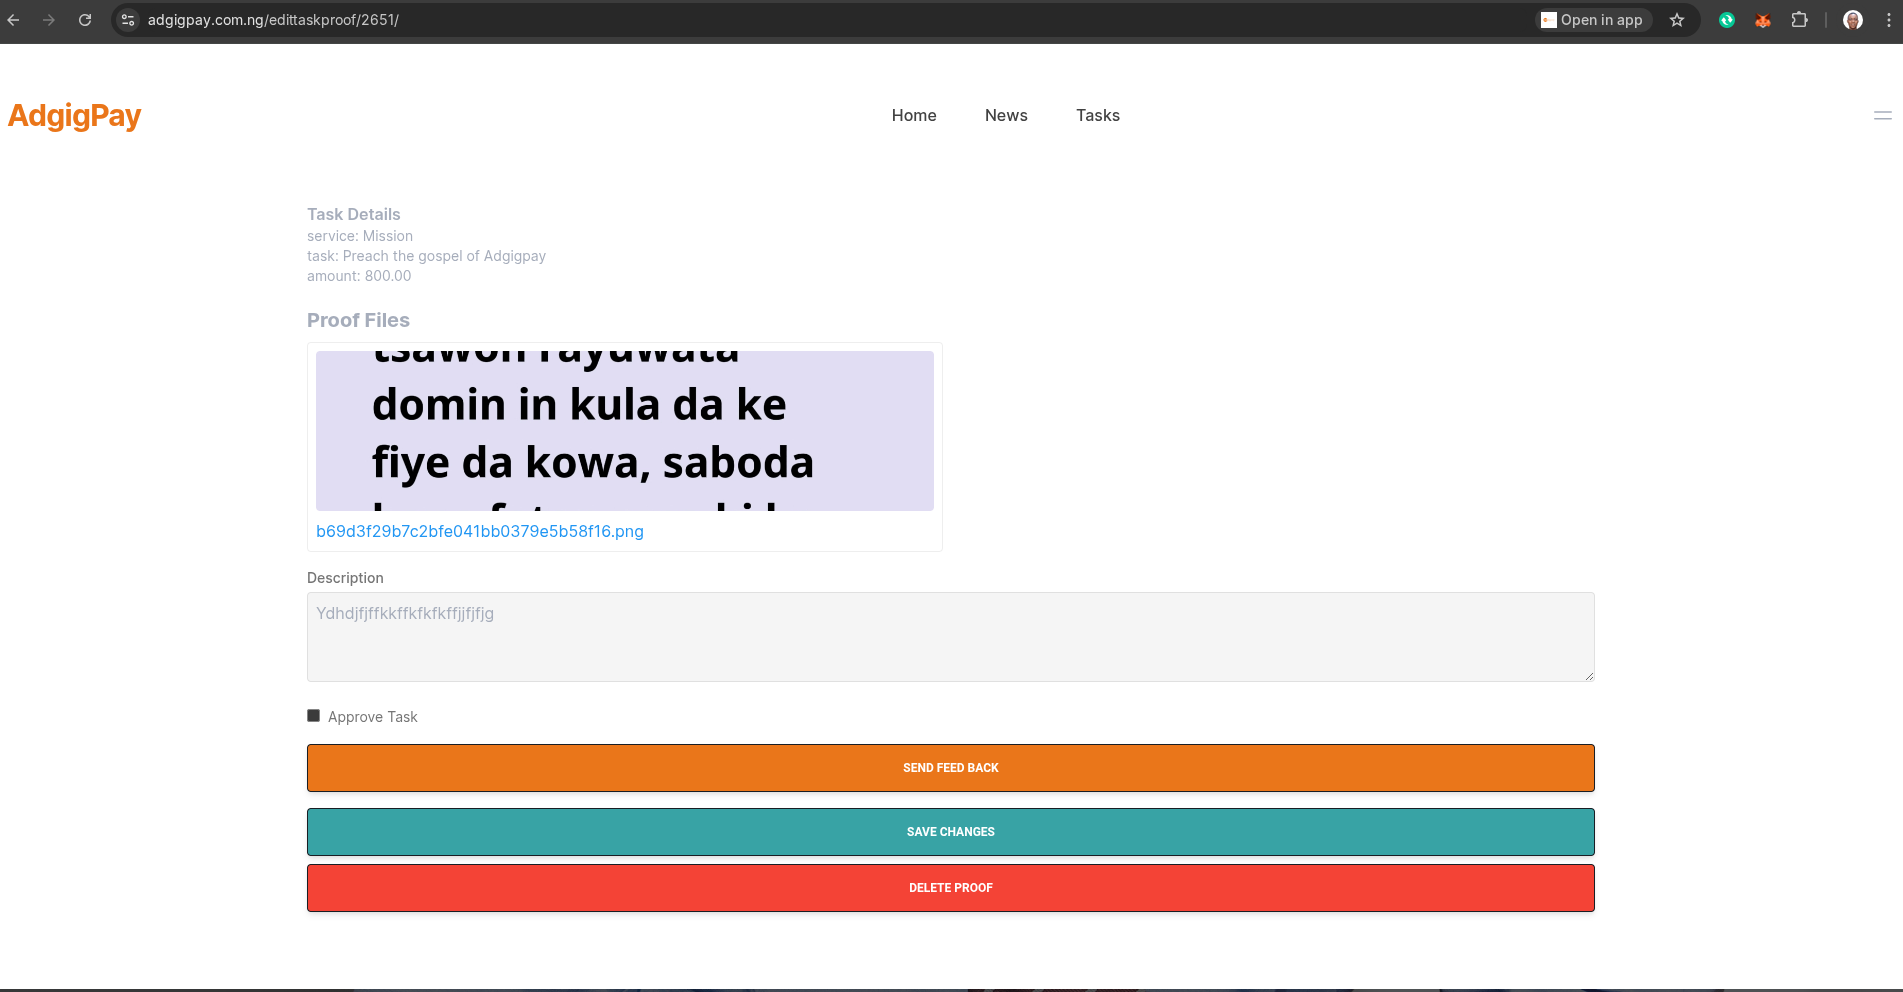 adgigpay.com.ng/edittaskproof/2651/
Open in app
AdgigPay
Home
News
Tasks
Task Details
service: Mission
task: Preach the gospel of Adgigpay
amount: 800.00
Proof Files
tsawon rayuwata
domin in kula da ke
fiye da kowa, saboda
b69d3f29b7c2bfe041bb0379e5b58f16.png
Description
Ydhdjfjffkkffkfkfkffjjfjfjg
Approve Task
SEND FEED BACK
SAVE CHANGES
DELETE PROOF